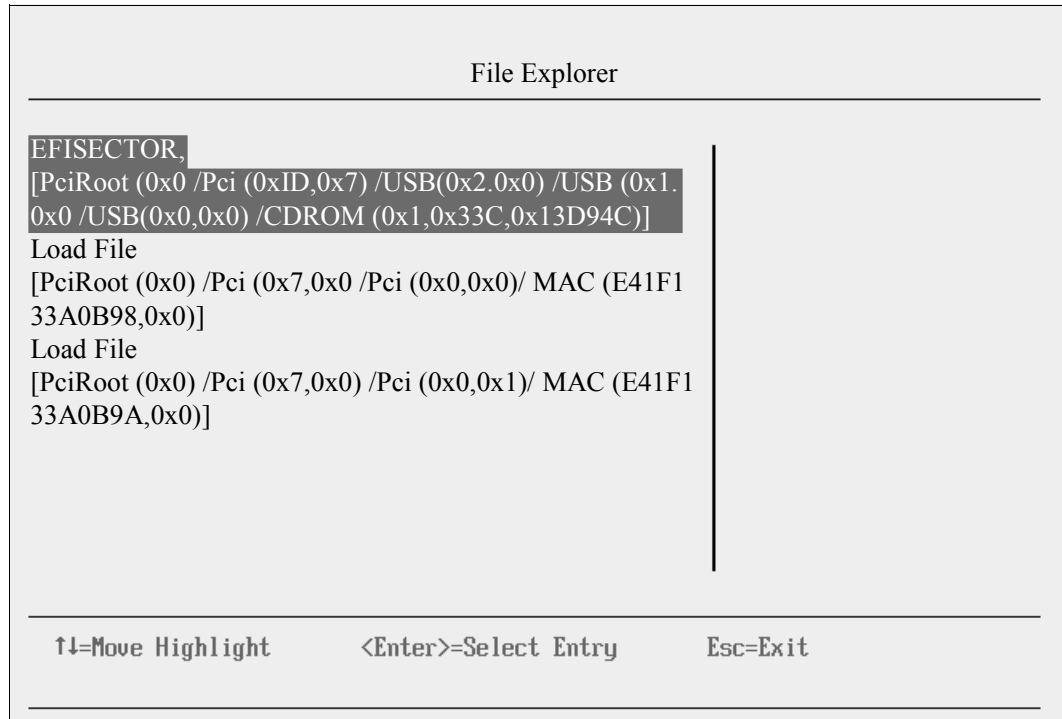 File Explorer
EFISECTOR,
[PciRoot (0x0 /Pci (0xID,0x7) /USB(0x2.0x0) /USB (0x1.
0x0 /USB(0x0,0x0) /CDROM (0x1,0x33C,0x13D94C)]
Load File
[PciRoot (0x0) /Pci (0x7,0x0 /Pci (0x0,0x0)/ MAC (E41F1
33A0B98,0x0)]
Load File
[PciRoot (0x0) /Pci (0x7,0x0) /Pci (0x0,0x1)/ MAC (E41F1
33A0B9A,0x0)]
↑↓=Move Highlight <Enter>=Select Entry Esc=Exit